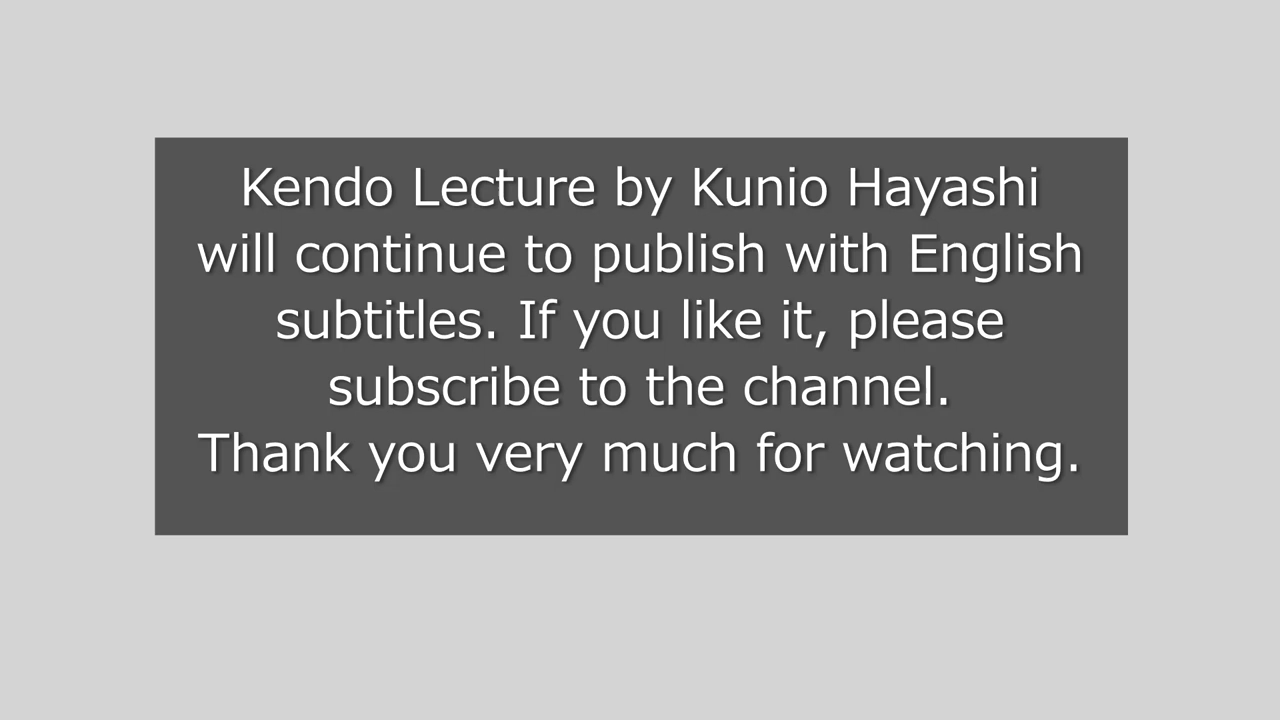 Kendo Lecture by Kunio Hayashi
will continue to publish with English
subtitles. If you like it, please
subscribe to the channel.
Thank you very much for watching.